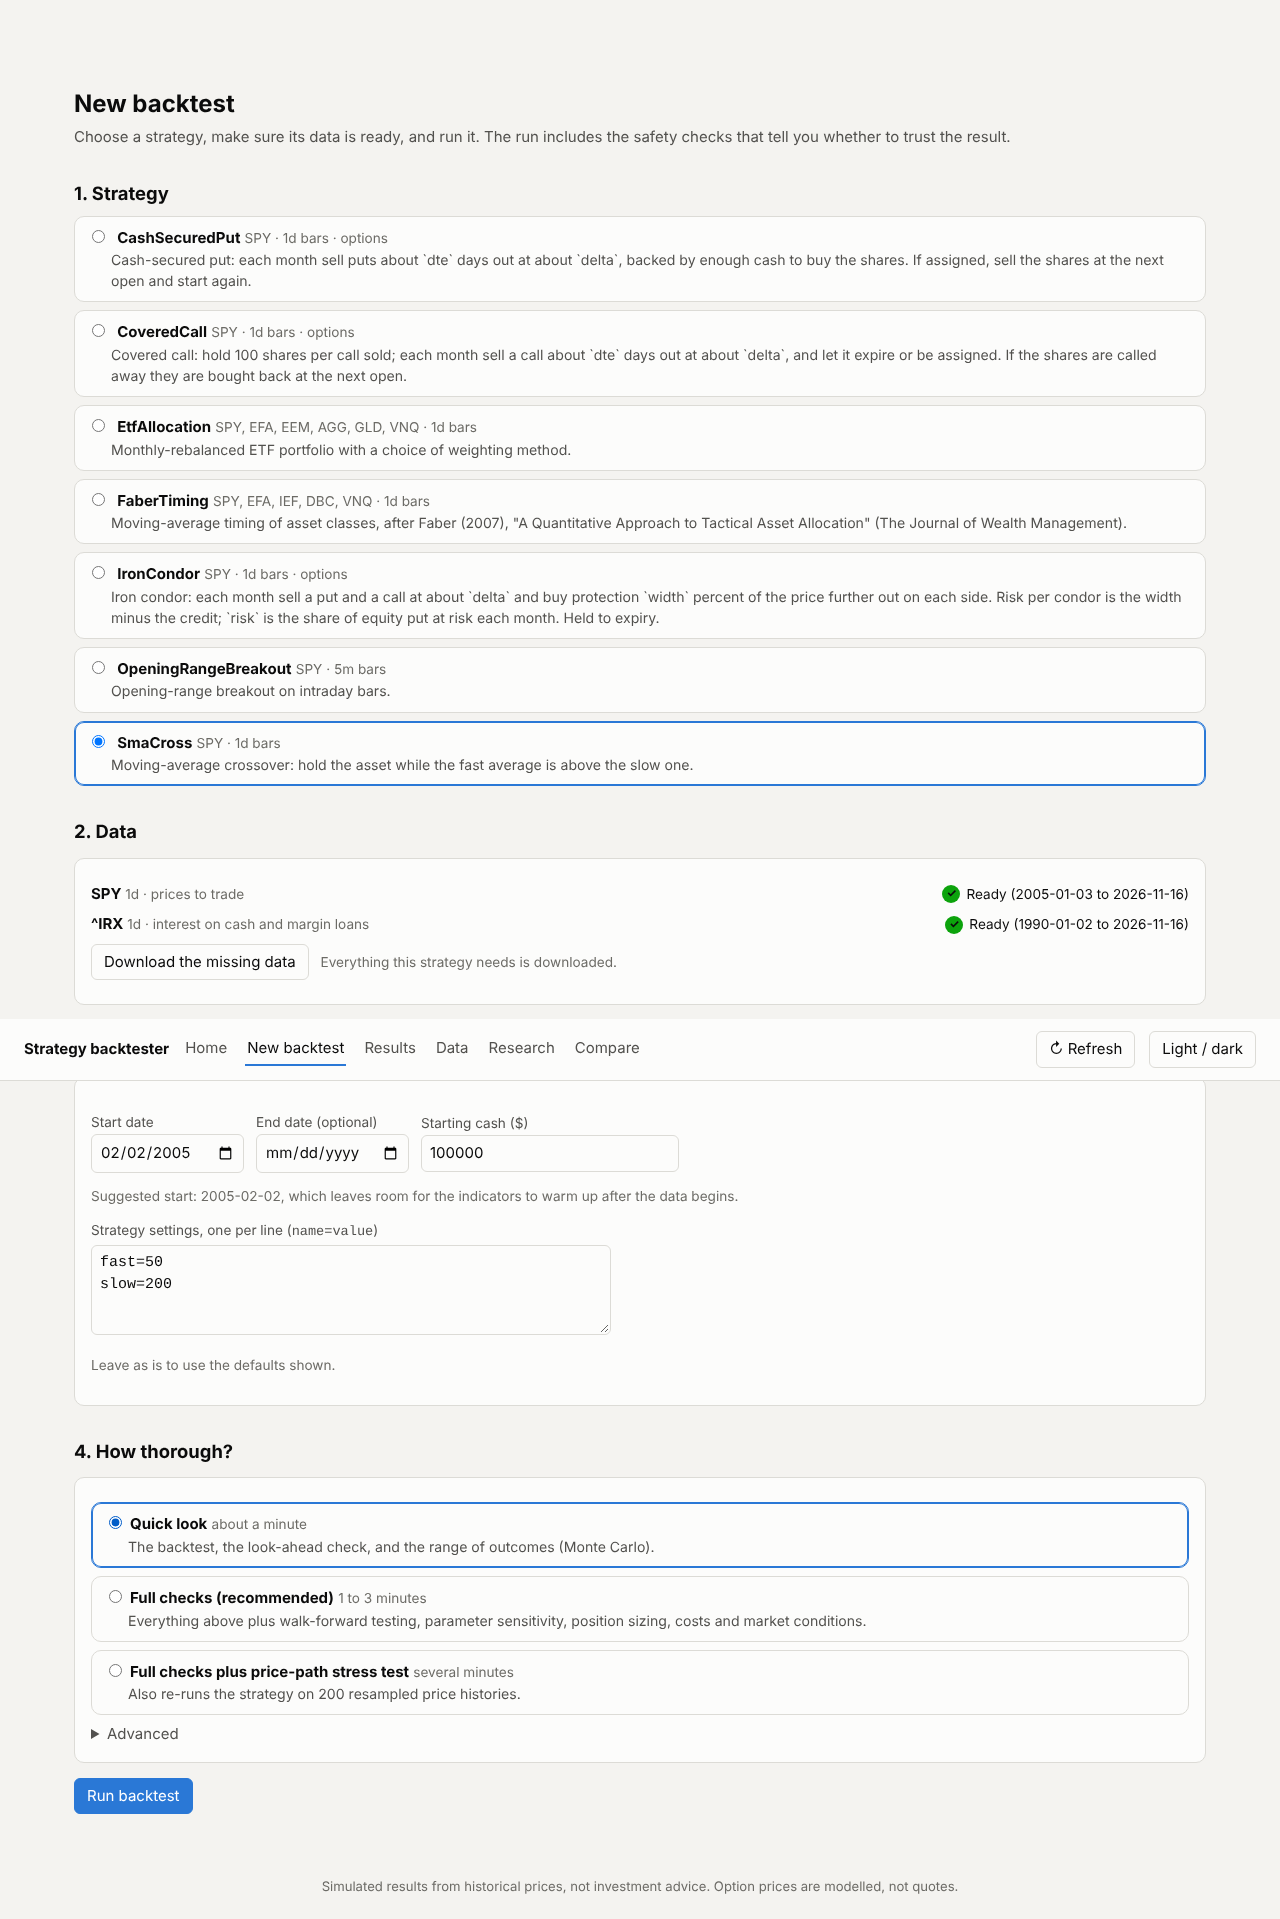 New backtest
Choose a strategy, make sure its data is ready, and run it. The run includes the safety checks that tell you whether to trust the result.
1. Strategy
CashSecuredPut SPY · 1d bars · options
Cash-secured put: each month sell puts about `dte` days out at about `delta`, backed by enough cash to buy the shares. If assigned, sell the shares at the next
open and start again.
CoveredCall SPY · 1d bars · options
Covered call: hold 100 shares per call sold; each month sell a call about `dte` days out at about `delta`, and let it expire or be assigned. If the shares are called
away they are bought back at the next open.
EtfAllocation SPY, EFA, EEM, AGG, GLD, VNQ · 1d bars
Monthly-rebalanced ETF portfolio with a choice of weighting method.
FaberTiming SPY, EFA, IEF, DBC, VNQ · 1d bars
Moving-average timing of asset classes, after Faber (2007), "A Quantitative Approach to Tactical Asset Allocation" (The Journal of Wealth Management).
IronCondor SPY · 1d bars · options
Iron condor: each month sell a put and a call at about `delta` and buy protection `width` percent of the price further out on each side. Risk per condor is the width
minus the credit; `risk` is the share of equity put at risk each month. Held to expiry.
OpeningRangeBreakout SPY · 5m bars
Opening-range breakout on intraday bars.
SmaCross SPY · 1d bars
Moving-average crossover: hold the asset while the fast average is above the slow one.
2. Data
SPY 1d · prices to trade Ready (2005-01-03 to 2026-11-16)
^IRX 1d · interest on cash and margin loans Ready (1990-01-02 to 2026-11-16)
Download the missing data Everything this strategy needs is downloaded.
Strategy backtester Home New backtest Results Data Research Compare Refresh Light / dark
Start date End date (optional) Starting cash ($)
02/02/2005 mm/dd/yyyy 100000
Suggested start: 2005-02-02, which leaves room for the indicators to warm up after the data begins.
Strategy settings, one per line (name=value)
fast=50
slow=200
Leave as is to use the defaults shown.
4. How thorough?
Quick look about a minute
The backtest, the look-ahead check, and the range of outcomes (Monte Carlo).
Full checks (recommended) 1 to 3 minutes
Everything above plus walk-forward testing, parameter sensitivity, position sizing, costs and market conditions.
Full checks plus price-path stress test several minutes
Also re-runs the strategy on 200 resampled price histories.
Advanced
Run backtest
Simulated results from historical prices, not investment advice. Option prices are modelled, not quotes.